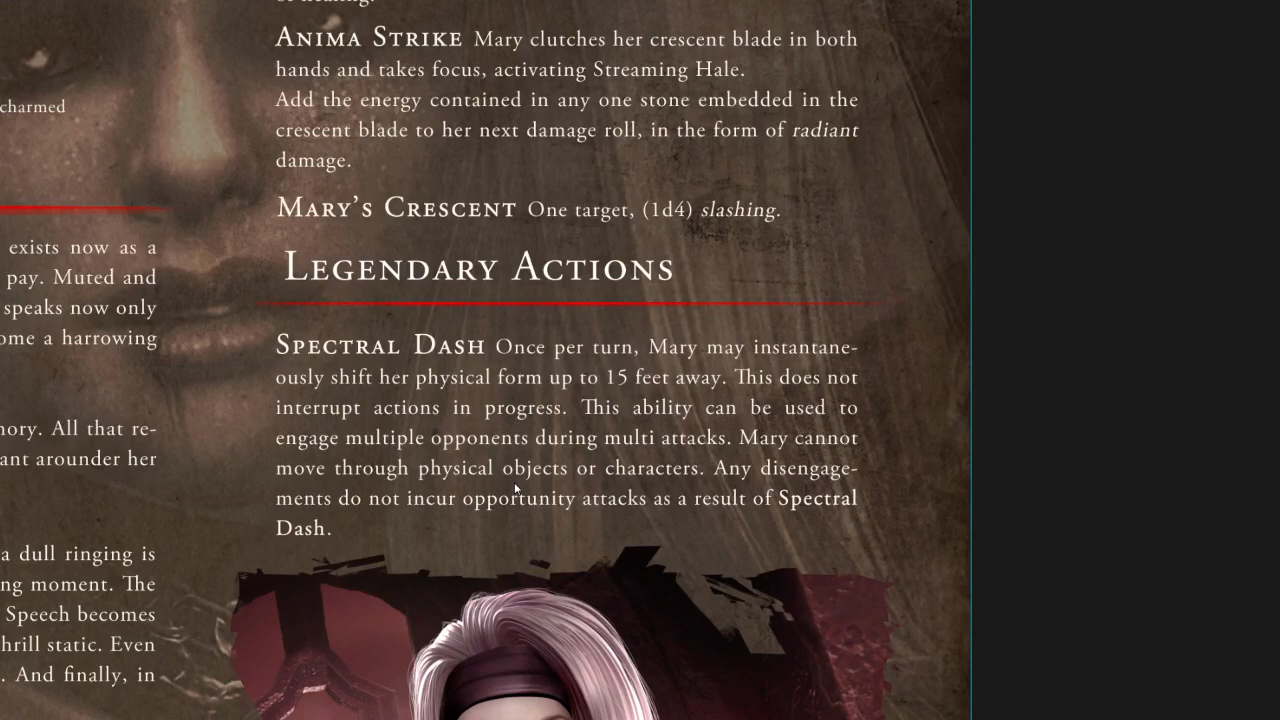 charmed
exists now as a
pay. Muted and
speaks now only
ome a harrowing
nory. All that re-
ant arounder her
a dull ringing is
ng moment. The
Speech becomes
hrill static. Even
. And finally, in
of healing.
Anima Strike Mary clutches her crescent blade in both
hands and takes focus, activating Streaming Hale.
Add the energy contained in any one stone embedded in the
crescent blade to her next damage roll, in the form of radiant
damage.
Mary’s Crescent One target, (1d4) slashing.
Legendary Actions
Spectral Dash Once per turn, Mary may instantane-
ously shift her physical form up to 15 feet away. This does not
interrupt actions in progress. This ability can be used to
engage multiple opponents during multi attacks. Mary cannot
move through physical objects or characters. Any disengage-
ments do not incur opportunity attacks as a result of Spectral
Dash.